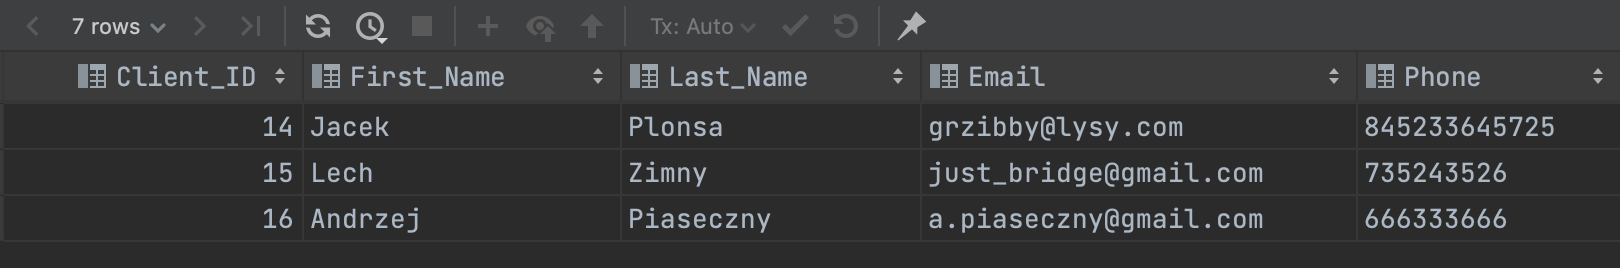 7 rows Tx: Auto
Client_ID First_Name Last_Name Email Phone
14 Jacek Plonsa grzibby@lysy.com 845233645725
15 Lech Zimny just_bridge@gmail.com 735243526
16 Andrzej Piaseczny a.piaseczny@gmail.com 666333666